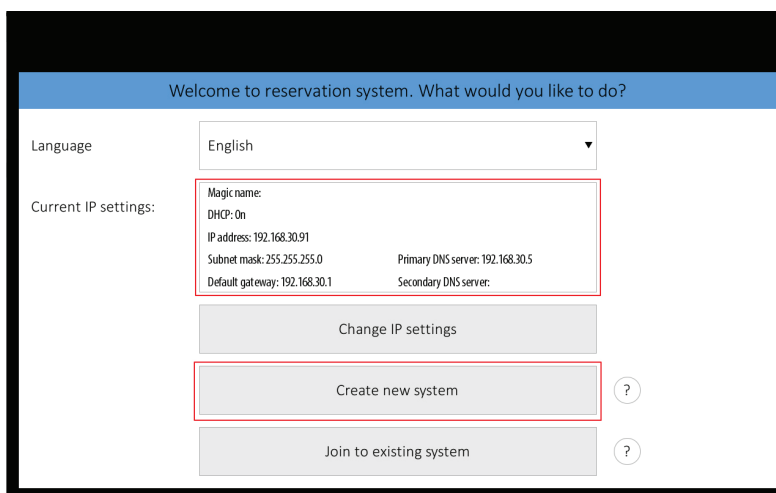 Welcome to reservation system. What would you like to do?
Language
English
Current IP settings:
Magic name:
DHCP: On
IP address: 192.168.30.91
Subnet mask: 255.255.255.0 Primary DNS server: 192.168.30.5
Default gateway: 192.168.30.1 Secondary DNS server:
Change IP settings
Create new system ?
Join to existing system ?